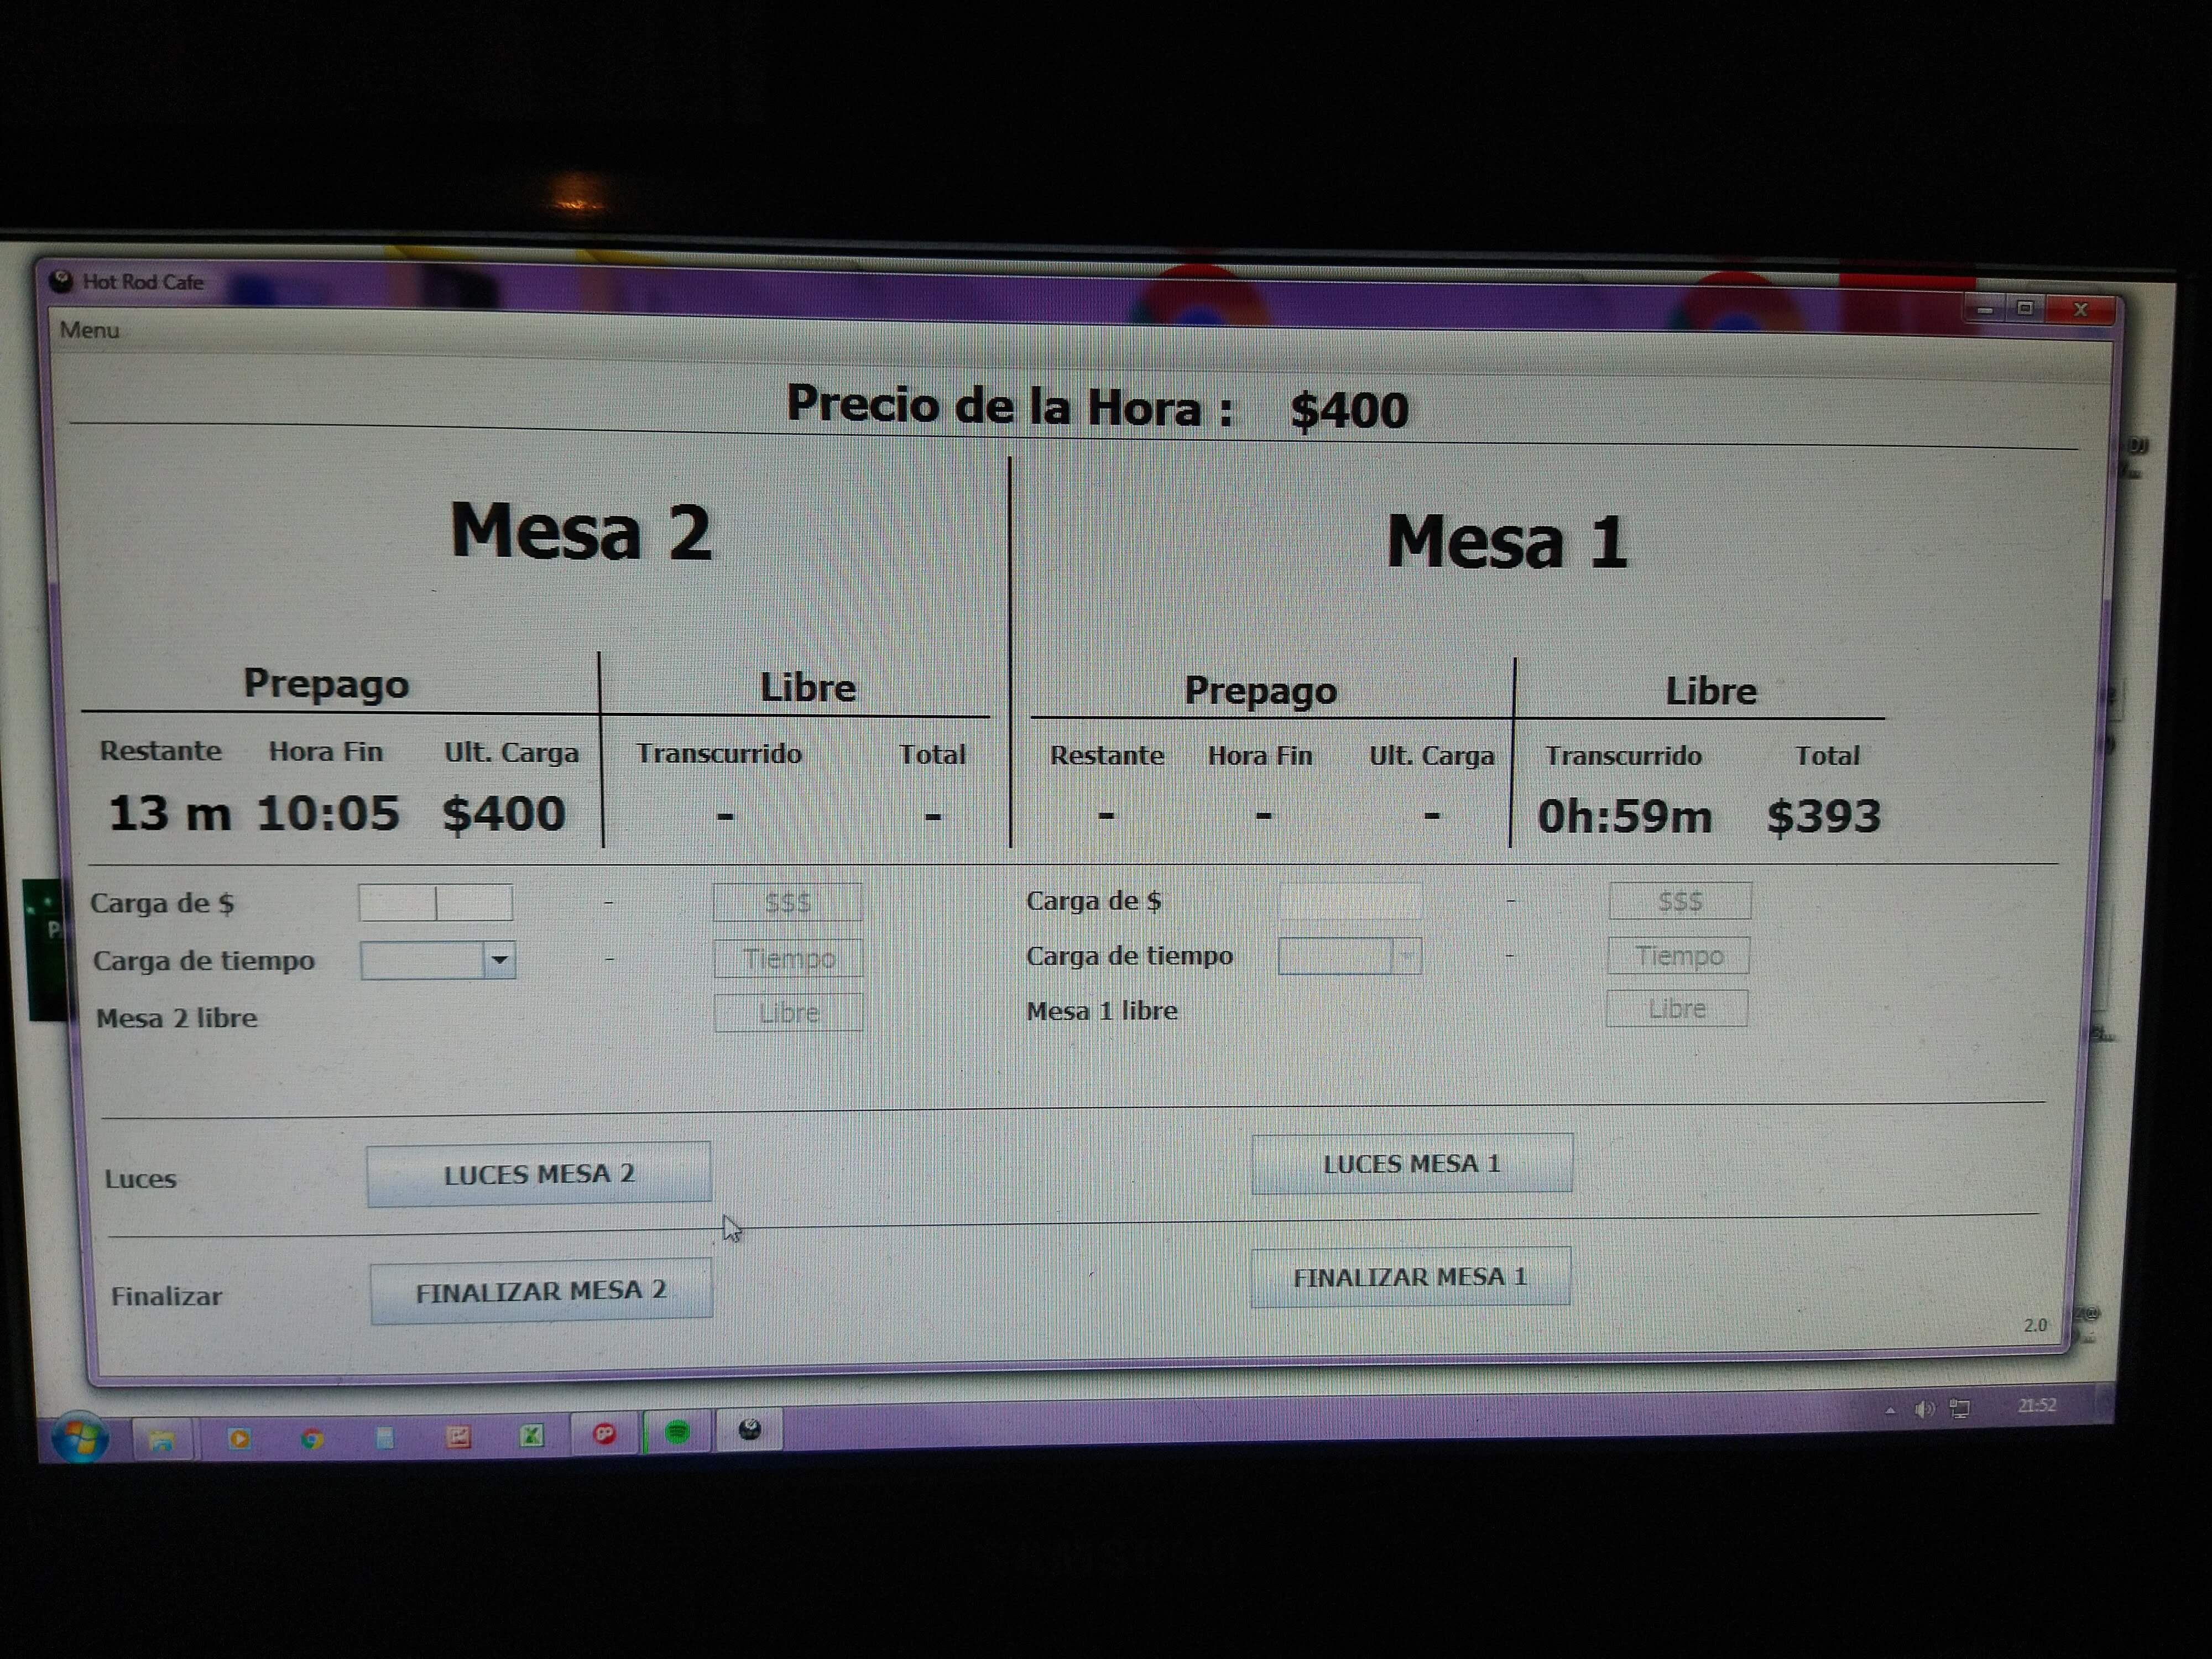 Hot Rod Cafe
Menu
Precio de la Hora : $400
Mesa 2
Prepago Libre
Restante Hora Fin Ult. Carga Transcurrido Total
13 m 10:05 $400 - -
Carga de $ - $$$
Carga de tiempo - Tiempo
Mesa 2 libre Libre
Luces LUCES MESA 2
Finalizar FINALIZAR MESA 2
Mesa 1
Prepago Libre
Restante Hora Fin Ult. Carga Transcurrido Total
- - - 0h:59m $393
Carga de $ - $$$
Carga de tiempo - Tiempo
Mesa 1 libre Libre
LUCES MESA 1
FINALIZAR MESA 1
2.0
21:52